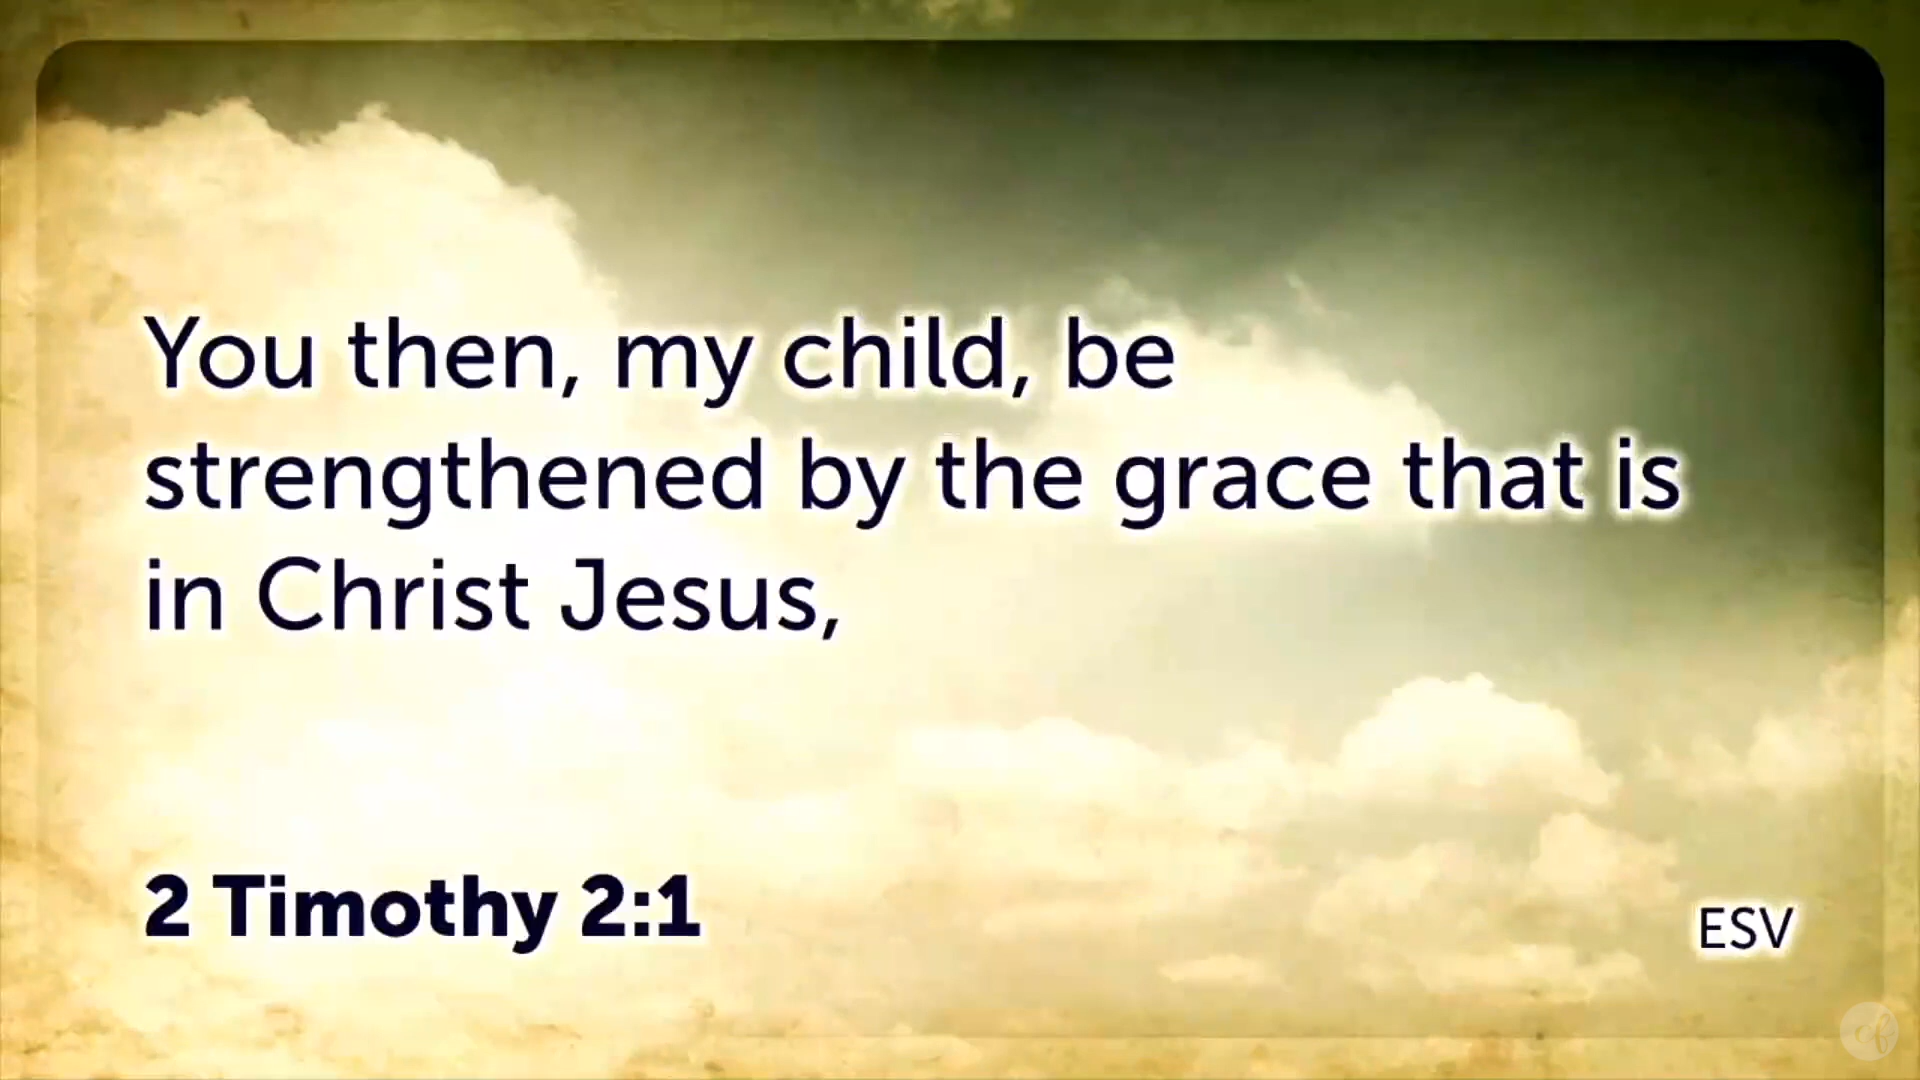 You then, my child, be
strengthened by the grace that is
in Christ Jesus,
2 Timothy 2:1
ESV